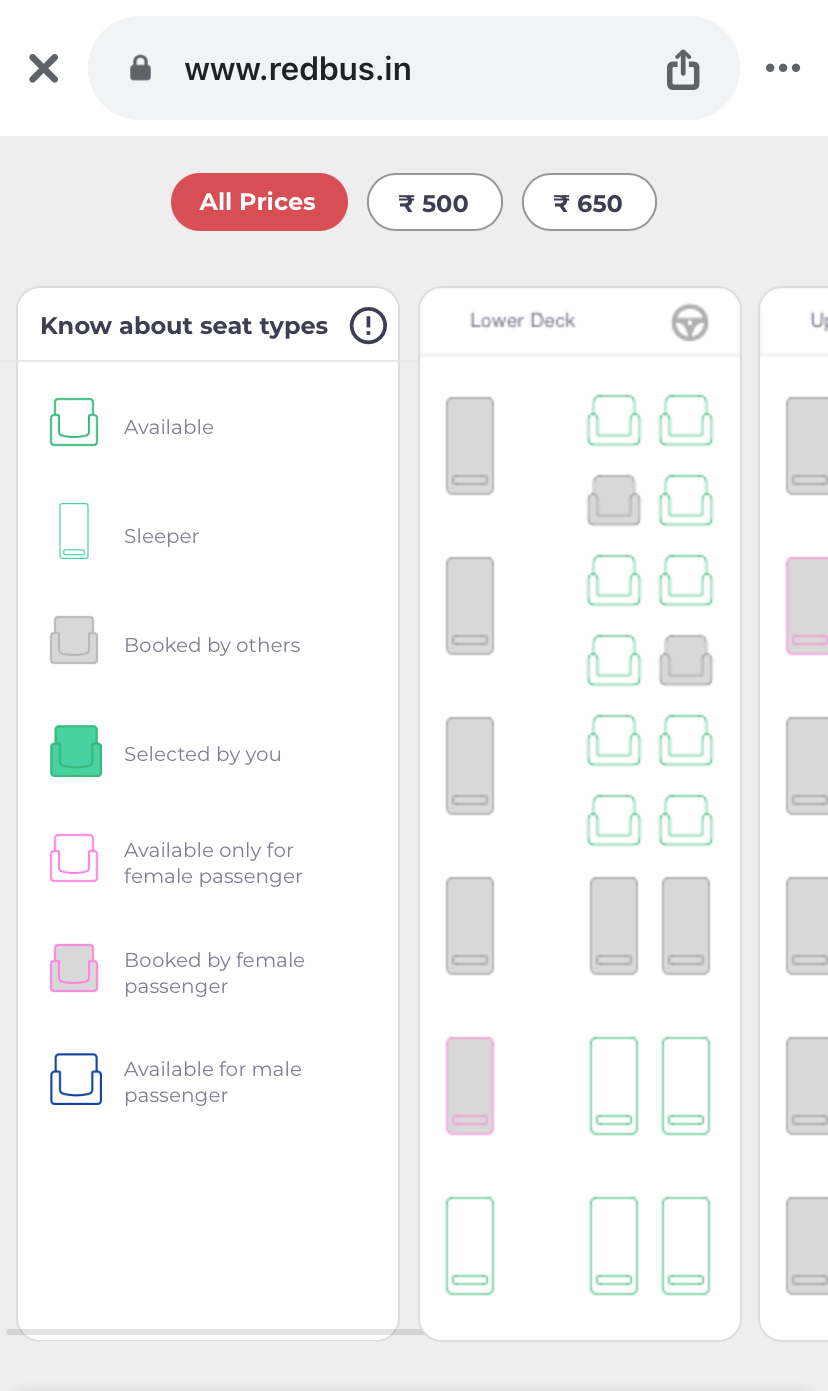 www.redbus.in
All Prices
₹ 500
₹ 650
Know about seat types
Lower Deck
Available
Sleeper
Booked by others
Selected by you
Available only for
female passenger
Booked by female
passenger
Available for male
passenger